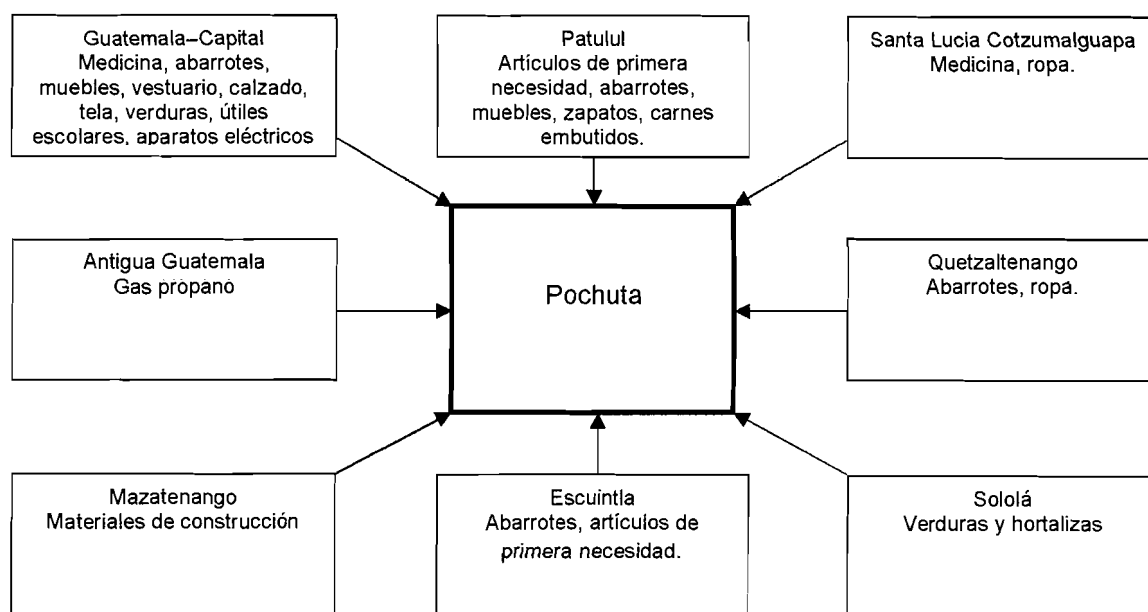 Guatemala–Capital
Medicina, abarrotes,
muebles, vestuario, calzado,
tela, verduras, útiles
escolares, aparatos eléctricos
Patulul
Artículos de primera
necesidad, abarrotes,
muebles, zapatos, carnes
embutidos.
Santa Lucia Cotzumalguapa
Medicina, ropa.
Antigua Guatemala
Gas propano
Pochuta
Quetzaltenango
Abarrotes, ropa.
Mazatenango
Materiales de construcción
Escuintla
Abarrotes, artículos de
primera necesidad.
Sololá
Verduras y hortalizas